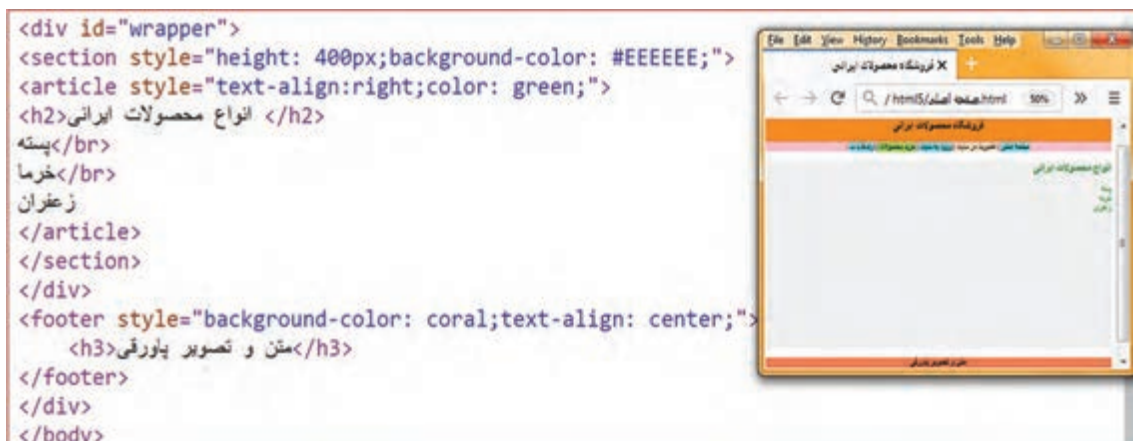 <div id="wrapper">
<section style="height: 400px;background-color: #EEEEEE;">
<article style="text-align:right;color: green;">
<h2>انواع محصولات ایرانی </h2>
پسته</br>
خرما</br>
زعفران
</article>
</section>
</div>
<footer style="background-color: coral;text-align: center;">
<h3>متن و تصویر پاورقی</h3>
</footer>
</div>
</body>
File Edit View History Bookmarks Tools Help
فروشگاه محصولات ایرانی
/html5/صفحه اصلی.html 50%
فروشگاه محصولات ایرانی
انواع محصولات ایرانی
پسته
خرما
زعفران
متن و تصویر پاورقی